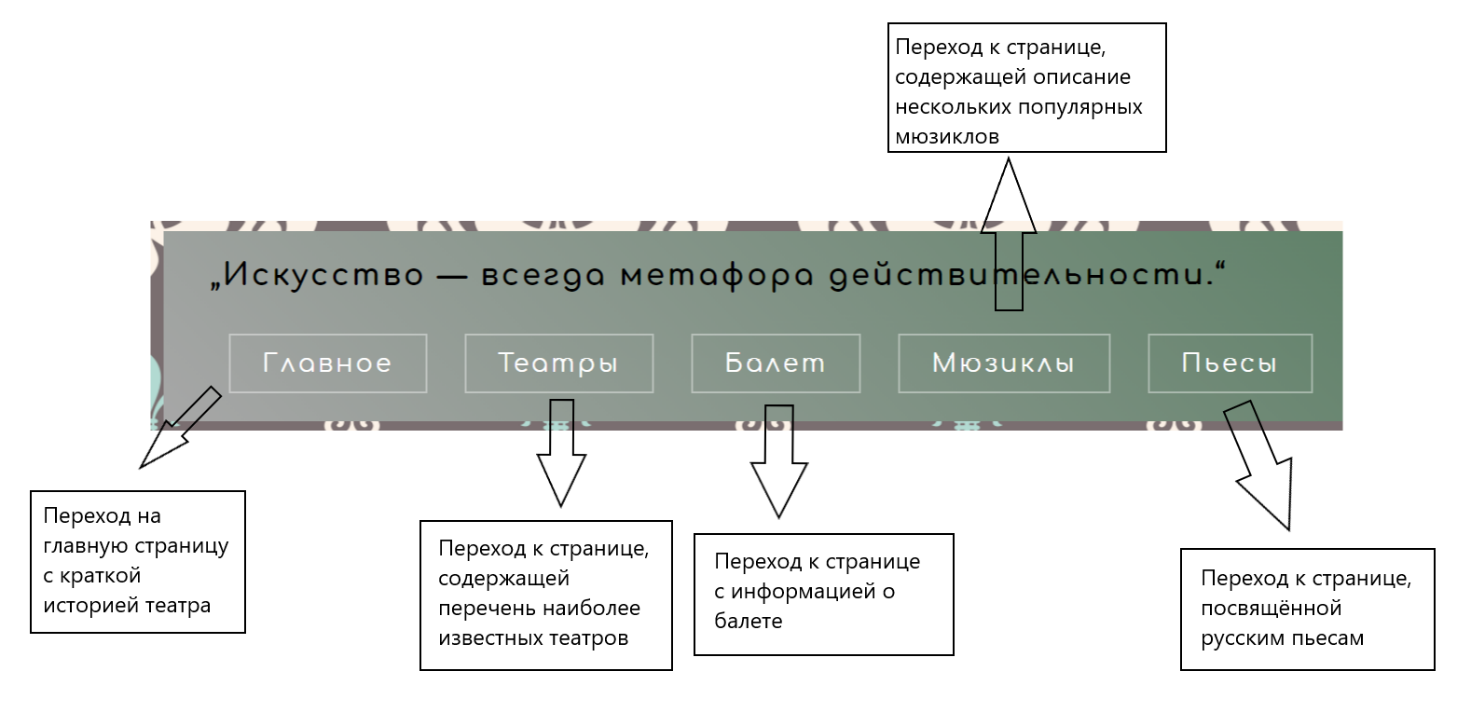 Переход к странице,
содержащей описание
нескольких популярных
мюзиклов
„Искусство — всегда метафора действительности.“
Главное
Театры
Балет
Мюзиклы
Пьесы
Переход на
главную страницу
с краткой
историей театра
Переход к странице,
содержащей
перечень наиболее
известных театров
Переход к странице
с информацией о
балете
Переход к странице,
посвящённой
русским пьесам